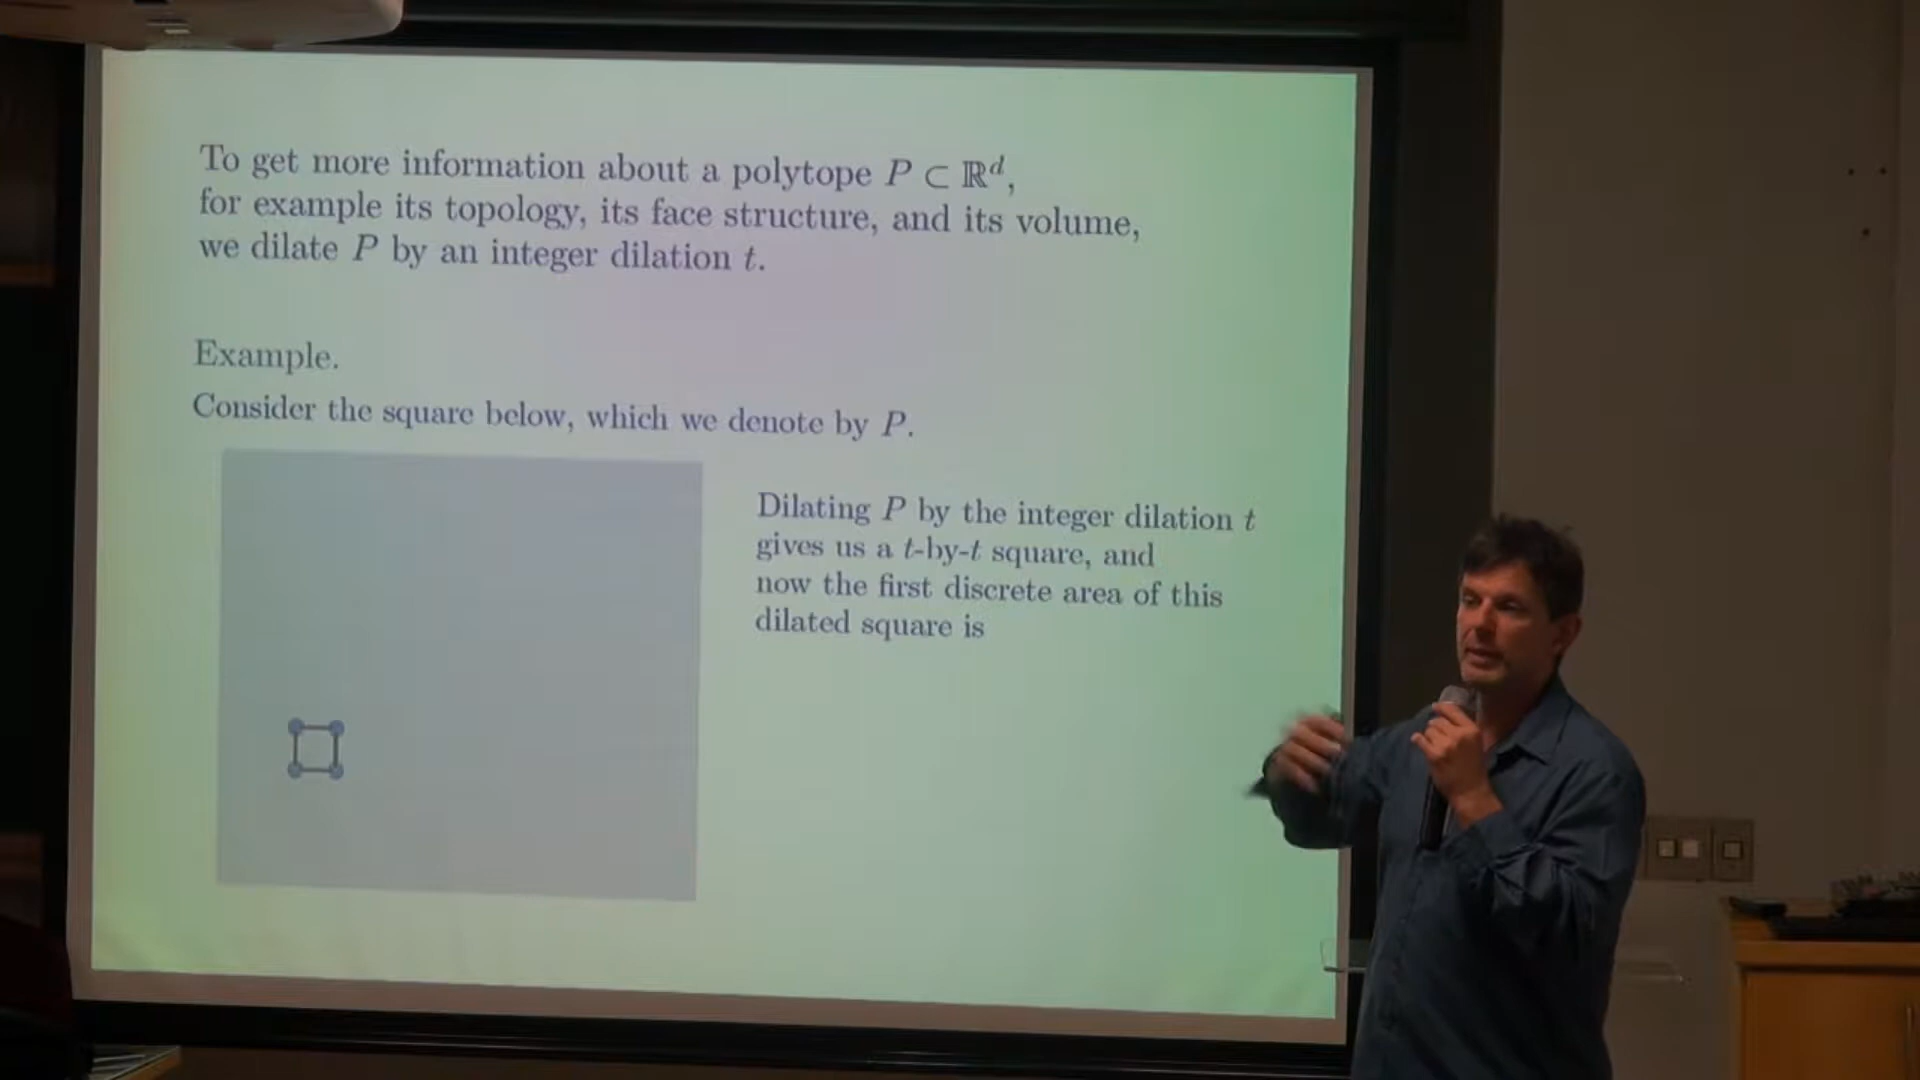 To get more information about a polytope P ⊂ ℝᵈ,
for example its topology, its face structure, and its volume,
we dilate P by an integer dilation t.
Example.
Consider the square below, which we denote by P.
Dilating P by the integer dilation t
gives us a t-by-t square, and
now the first discrete area of this
dilated square is